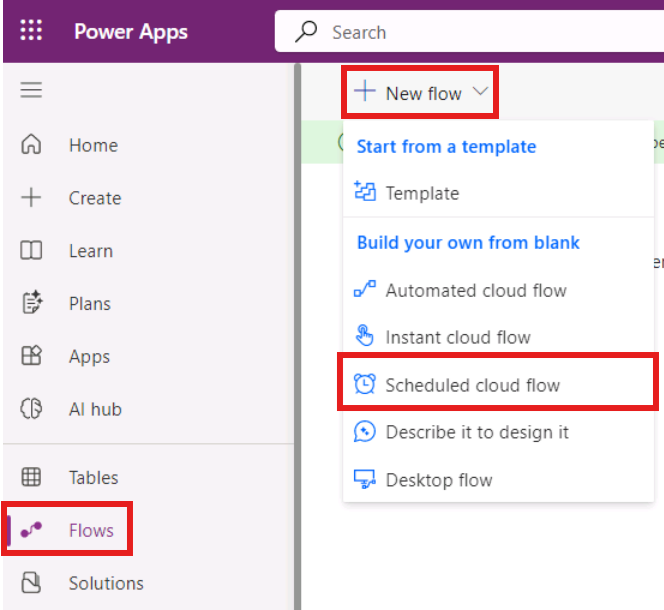 Power Apps
Search
New flow
Home
Create
Learn
Plans
Apps
AI hub
Tables
Flows
Solutions
Start from a template
Template
Build your own from blank
Automated cloud flow
Instant cloud flow
Scheduled cloud flow
Describe it to design it
Desktop flow